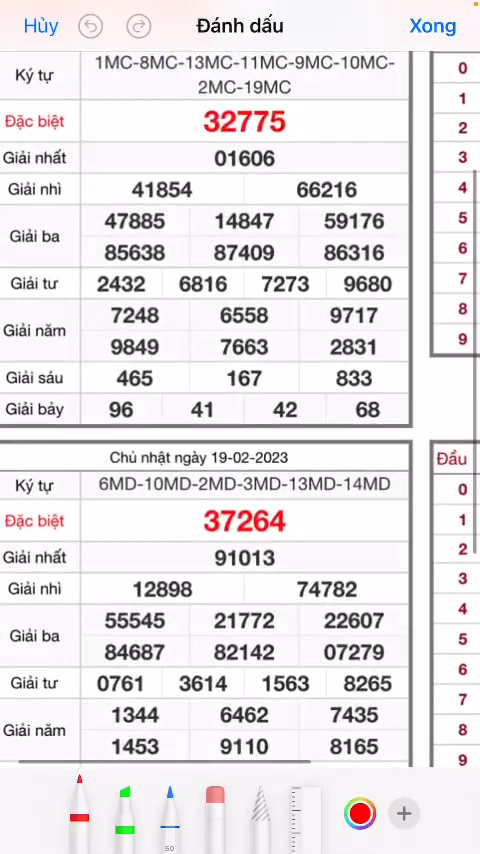 Hủy Đánh dấu Xong
Ký tự 1MC-8MC-13MC-11MC-9MC-10MC-
2MC-19MC
Đặc biệt 32775
Giải nhất 01606
Giải nhì 41854 66216
Giải ba 47885 14847 59176
85638 87409 86316
Giải tư 2432 6816 7273 9680
Giải năm 7248 6558 9717
9849 7663 2831
Giải sáu 465 167 833
Giải bảy 96 41 42 68
0
1
2
3
4
5
6
7
8
9
Chủ nhật ngày 19-02-2023
Ký tự 6MD-10MD-2MD-3MD-13MD-14MD
Đặc biệt 37264
Giải nhất 91013
Giải nhì 12898 74782
Giải ba 55545 21772 22607
84687 82142 07279
Giải tư 0761 3614 1563 8265
Giải năm 1344 6462 7435
1453 9110 8165
Đầu
0
1
2
3
4
5
6
7
8
9
50